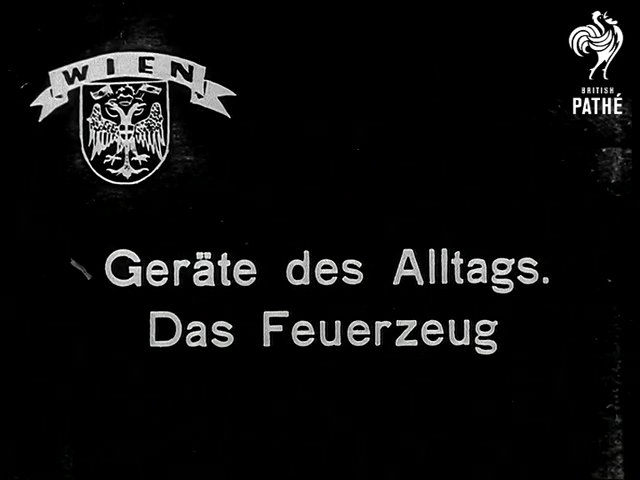 WIEN
BRITISH
PATHÉ
Geräte des Alltags.
Das Feuerzeug